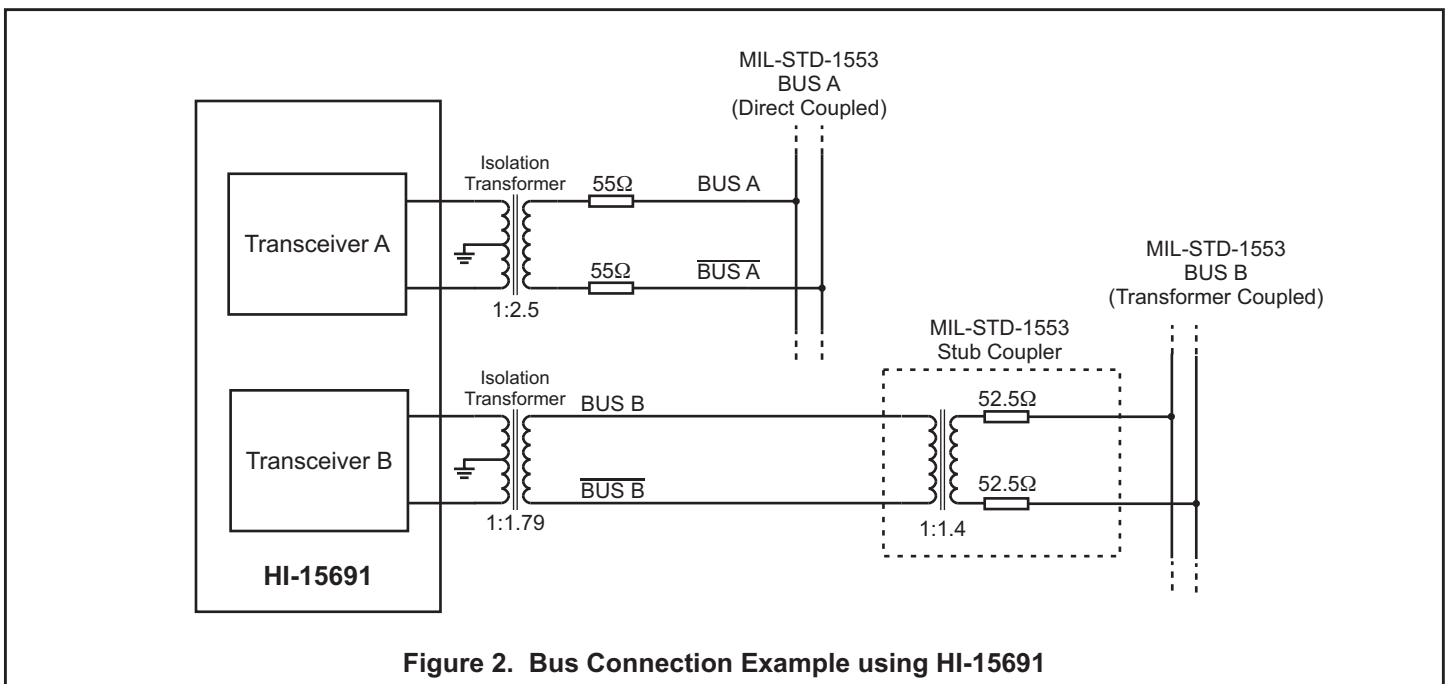 MIL-STD-1553
BUS A
(Direct Coupled)
Isolation
Transformer
55Ω
BUS A
Transceiver A
55Ω
BUS A
1:2.5
MIL-STD-1553
BUS B
(Transformer Coupled)
MIL-STD-1553
Stub Coupler
Isolation
Transformer
BUS B
52.5Ω
Transceiver B
BUS B
52.5Ω
1:1.79
1:1.4
HI-15691
Figure 2. Bus Connection Example using HI-15691